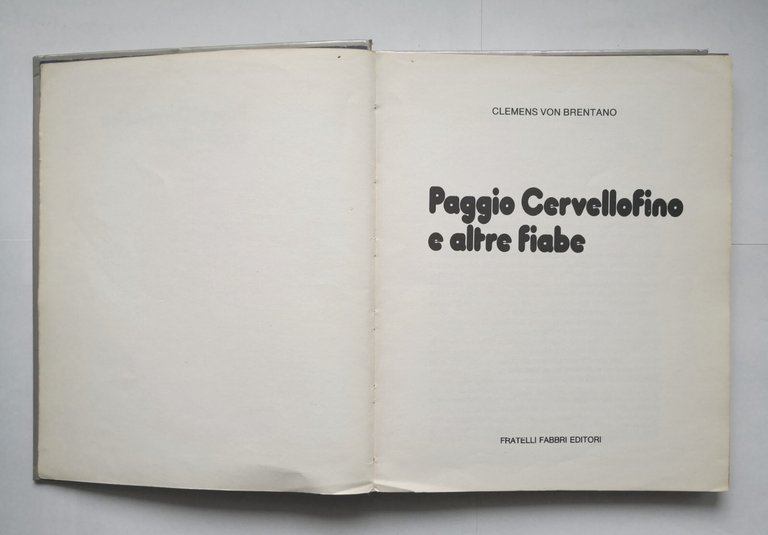 CLEMENS VON BRENTANO
Paggio Cervellofino
e altre fiabe
FRATELLI FABBRI EDITORI